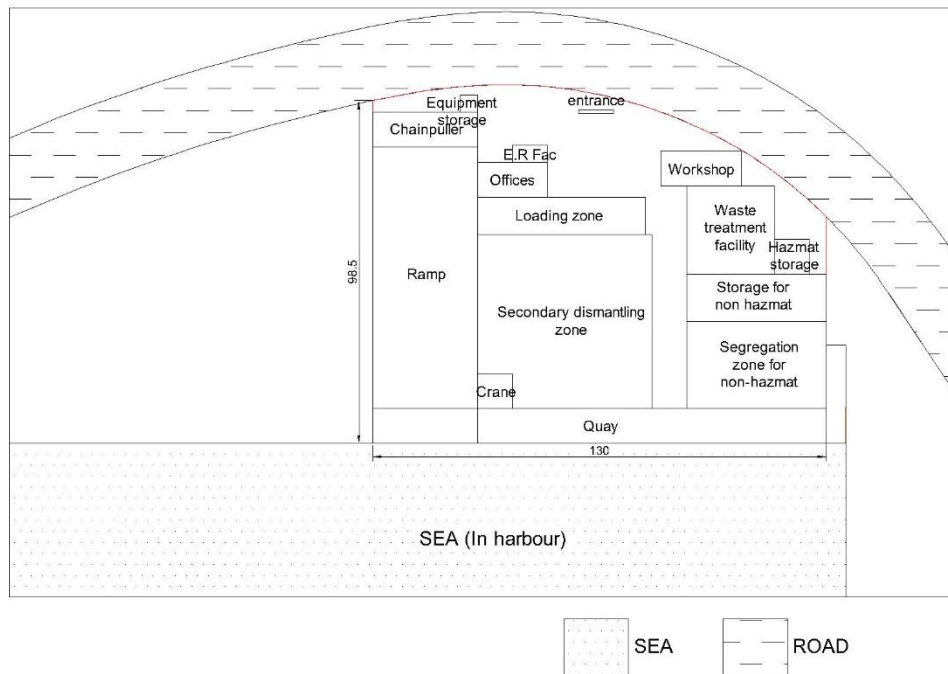 Equipment
storage
entrance
Chainpuller
E.R Fac
Offices
Workshop
Loading zone
Waste
treatment
facility
Hazmat
storage
98.5
Ramp
Secondary dismantling
zone
Storage for
non hazmat
Segregation
zone for
non-hazmat
Crane
Quay
130
SEA (In harbour)
SEA
ROAD